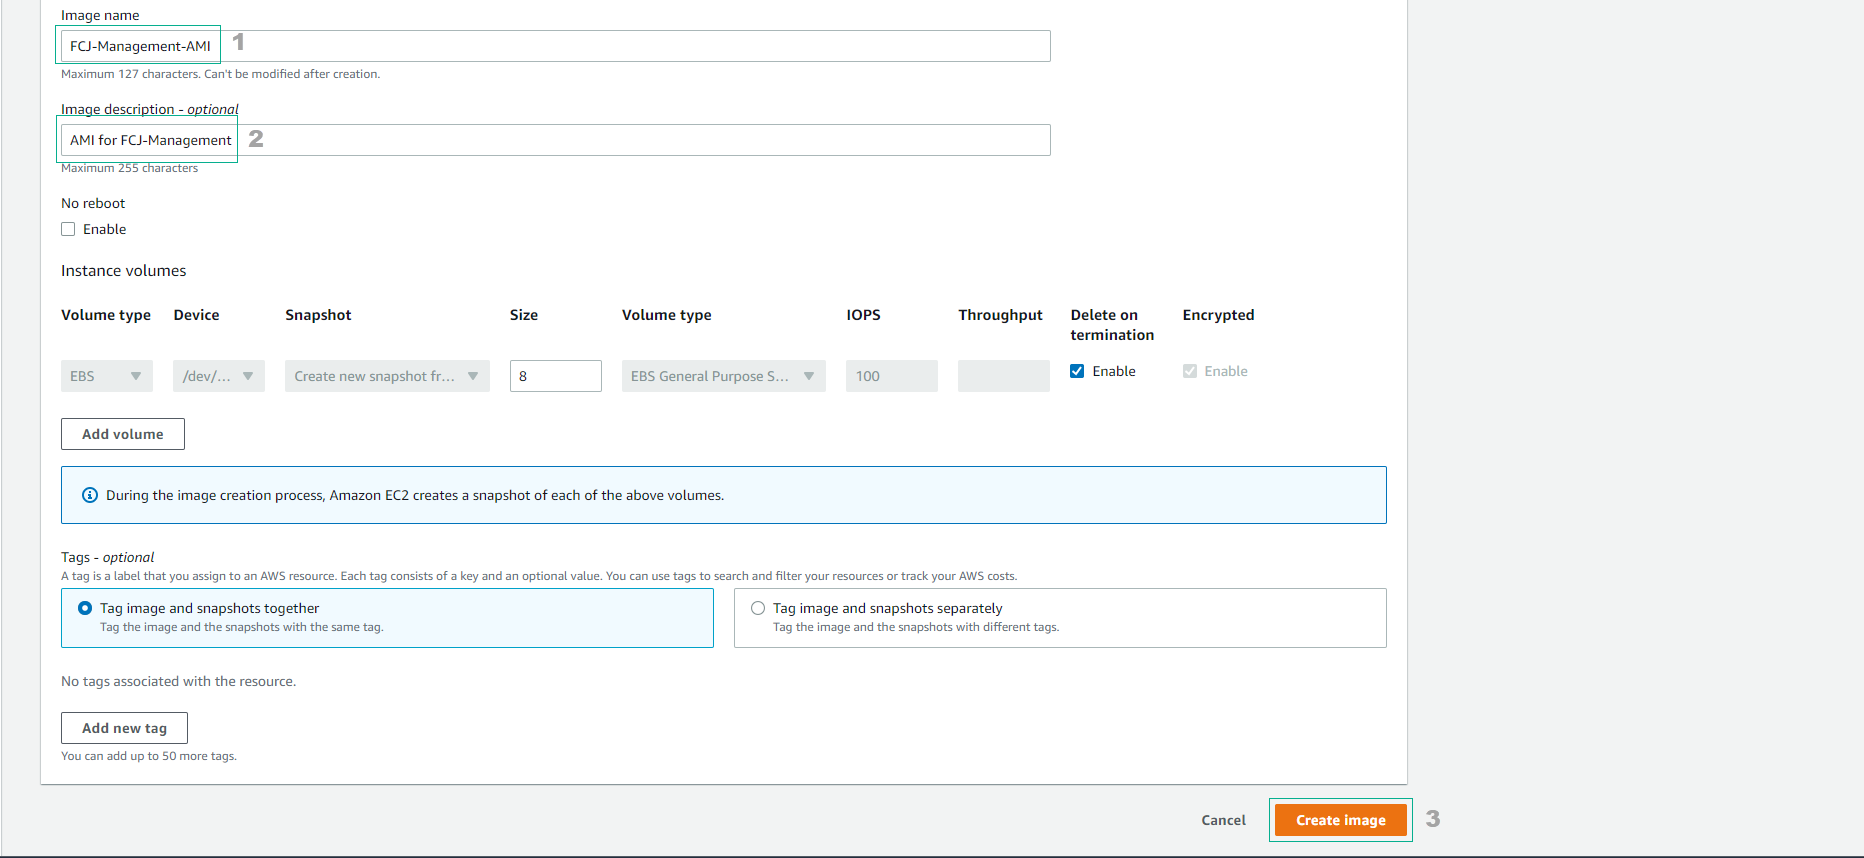 Image name
FCJ-Management-AMI 1
Maximum 127 characters. Can't be modified after creation.
Image description - optional
AMI for FCJ-Management 2
Maximum 255 characters
No reboot
Enable
Instance volumes
Volume type Device Snapshot Size Volume type IOPS Throughput Delete on termination Encrypted
EBS /dev/... Create new snapshot fr... 8 EBS General Purpose S... 100 Enable Enable
Add volume
During the image creation process, Amazon EC2 creates a snapshot of each of the above volumes.
Tags - optional
A tag is a label that you assign to an AWS resource. Each tag consists of a key and an optional value. You can use tags to search and filter your resources or track your AWS costs.
Tag image and snapshots together
Tag the image and the snapshots with the same tag.
Tag image and snapshots separately
Tag the image and the snapshots with different tags.
No tags associated with the resource.
Add new tag
You can add up to 50 more tags.
Cancel Create image 3